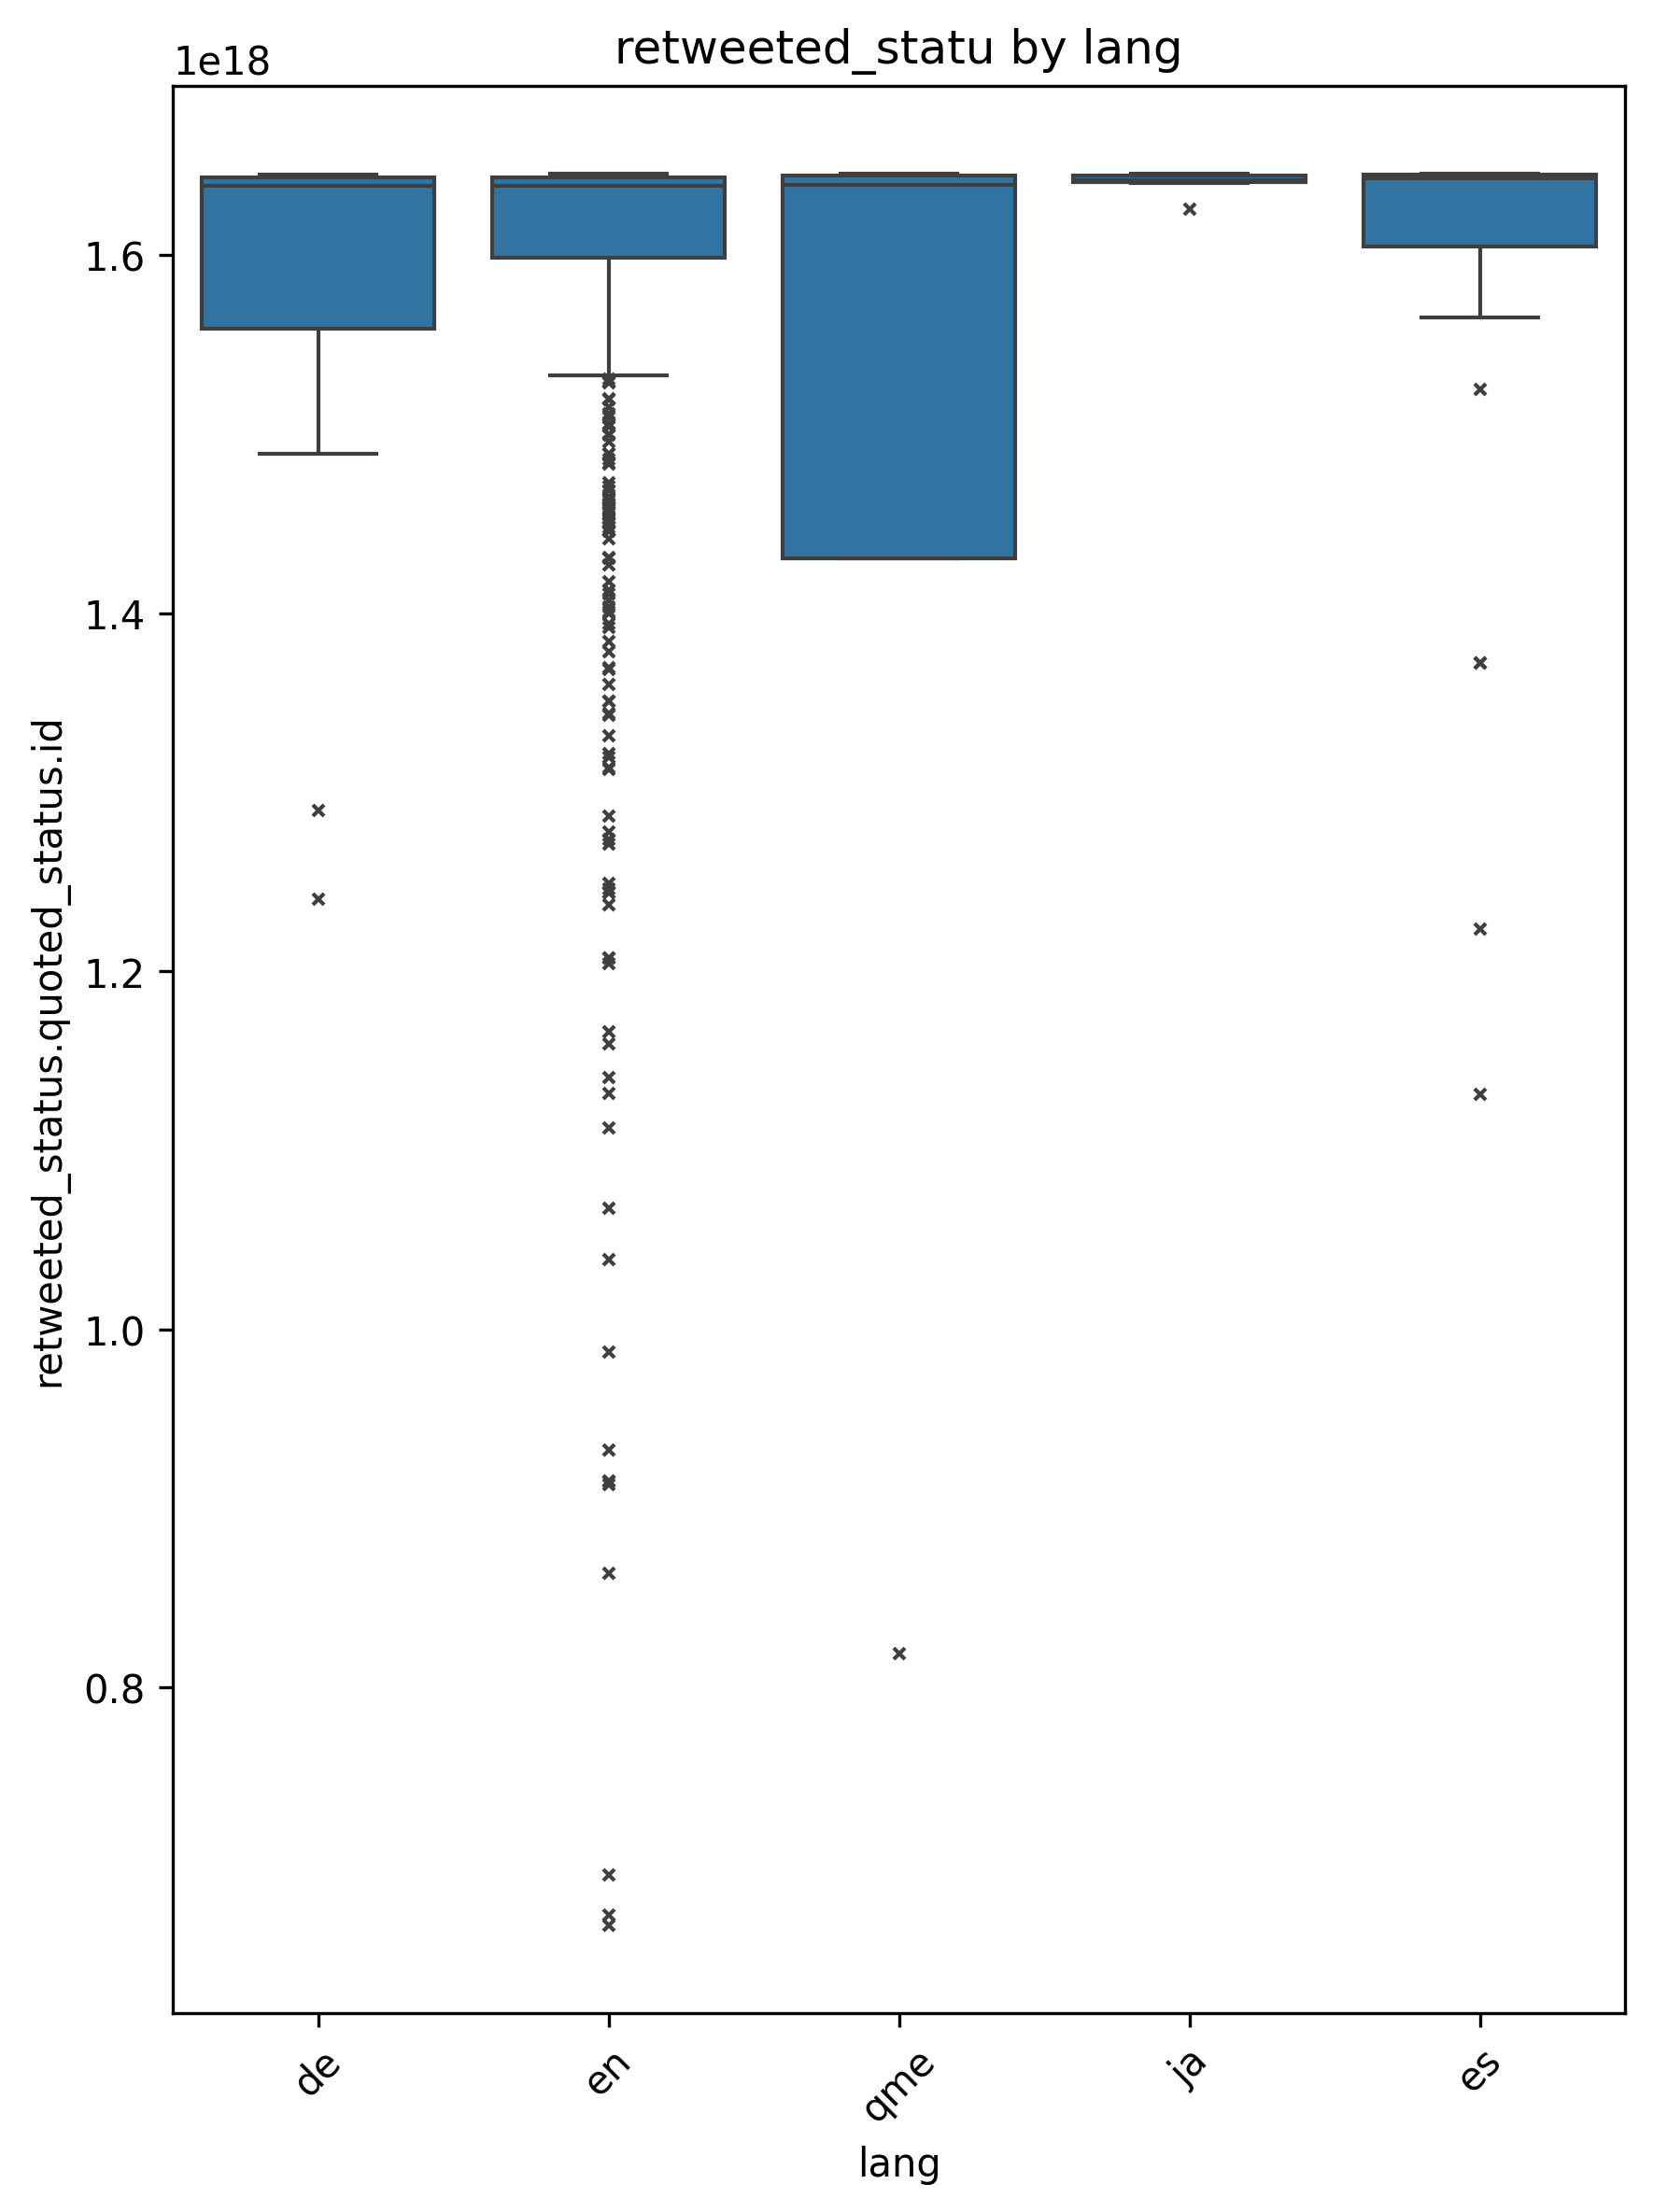 retweeted_statu by lang
1e18
1.6
1.4
1.2
1.0
0.8
retweeted_status.quoted_status.id
de
en
qme
ja
es
lang